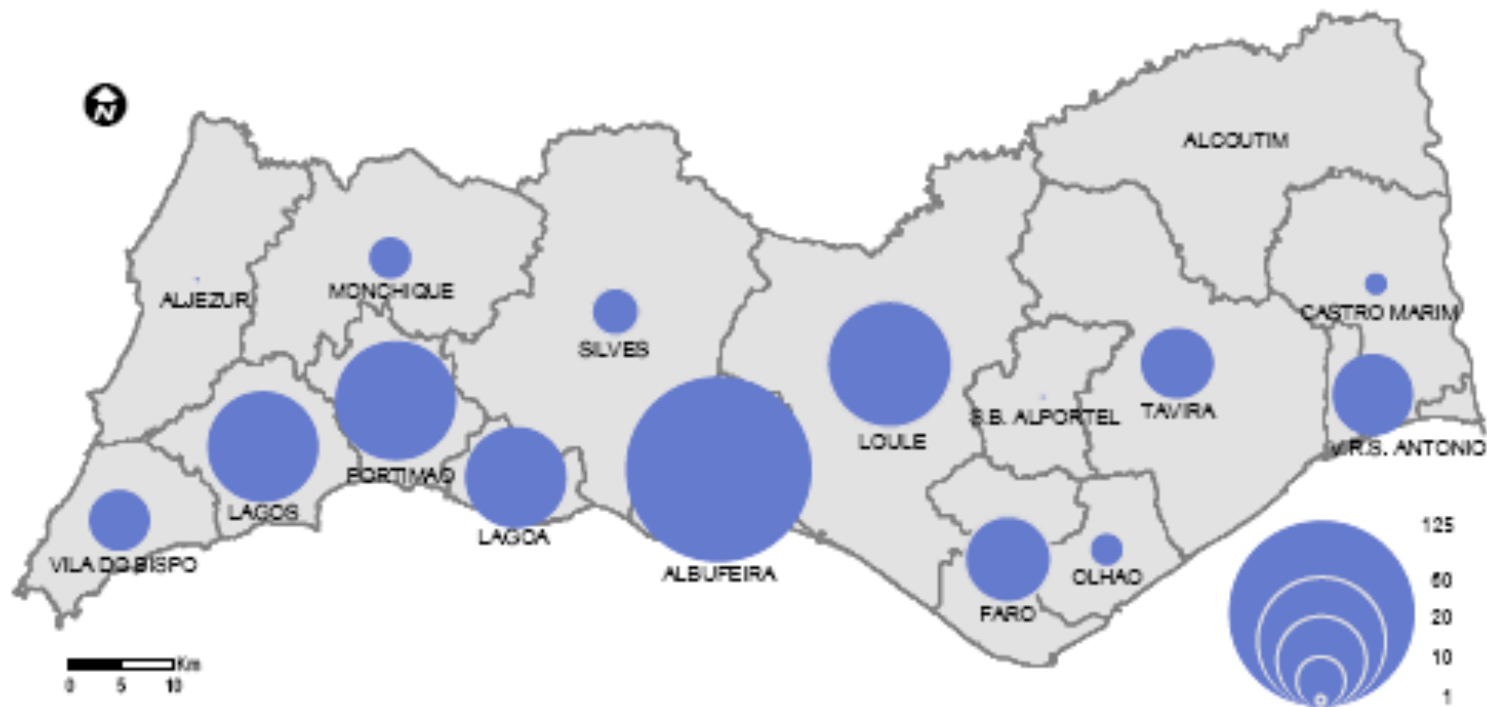 N
ALCOUTIM
ALJEZUR
MONCHIQUE
CASTRO MARIM
SILVES
TAVIRA
S.B. ALPORTEL
LOULE
V.R.S. ANTONIO
PORTIMAO
LAGOS
LAGOA
VILA DO BISPO
ALBUFEIRA
OLHAO
FARO
125
60
20
10
1
Km
0 5 10